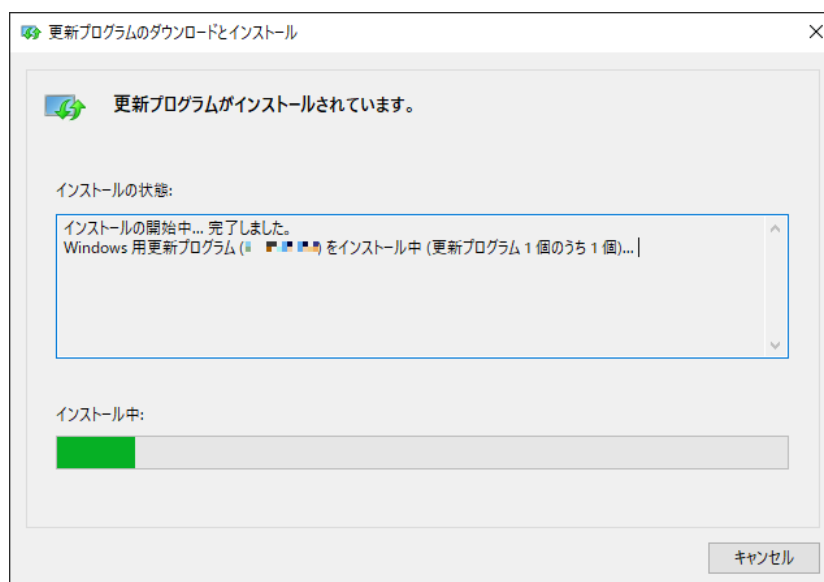 更新プログラムのダウンロードとインストール
更新プログラムがインストールされています。
インストールの状態:
インストールの開始中... 完了しました。
Windows 用更新プログラム () をインストール中 (更新プログラム 1 個のうち 1 個)...
インストール中:
キャンセル